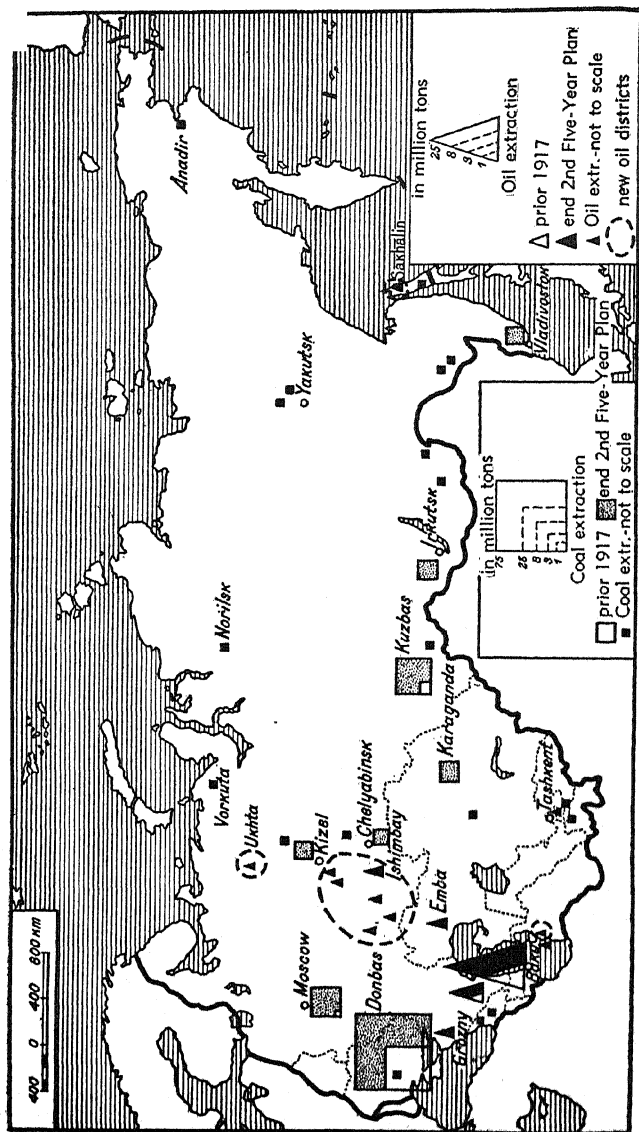 400 0 400 800 км
Anadir
Yakutsk
Sakhalin
Vladivostok
Norilsk
Irkutsk
Kuzbas
Karaganda
Vorkuta
Ukhta
Kizel
Chelyabinsk
Ishimbay
Tashkent
Emba
Moscow
Donbas
Grozny
Baku
in million tons
75
25
8
3
1
Coal extraction
prior 1917
end 2nd Five-Year Plan
Coal extr.-not to scale
in million tons
25
8
3
1
Oil extraction
prior 1917
end 2nd Five-Year Plan
Oil extr.-not to scale
new oil districts